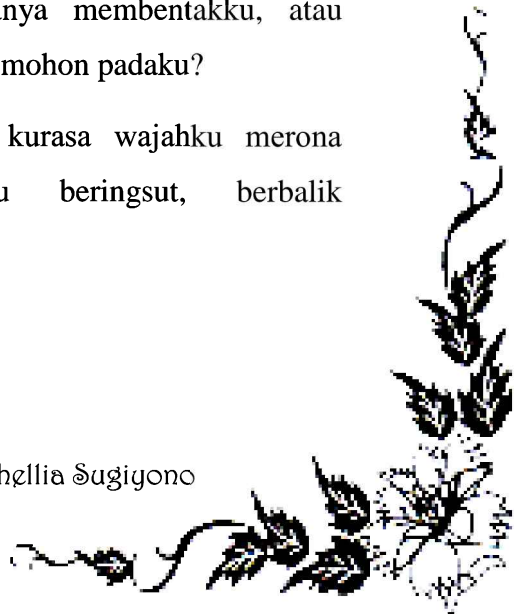 nya membentakku, atau
mohon padaku?
kurasa wajahku merona
u beringsut, berbalik
hellia Sugiyono